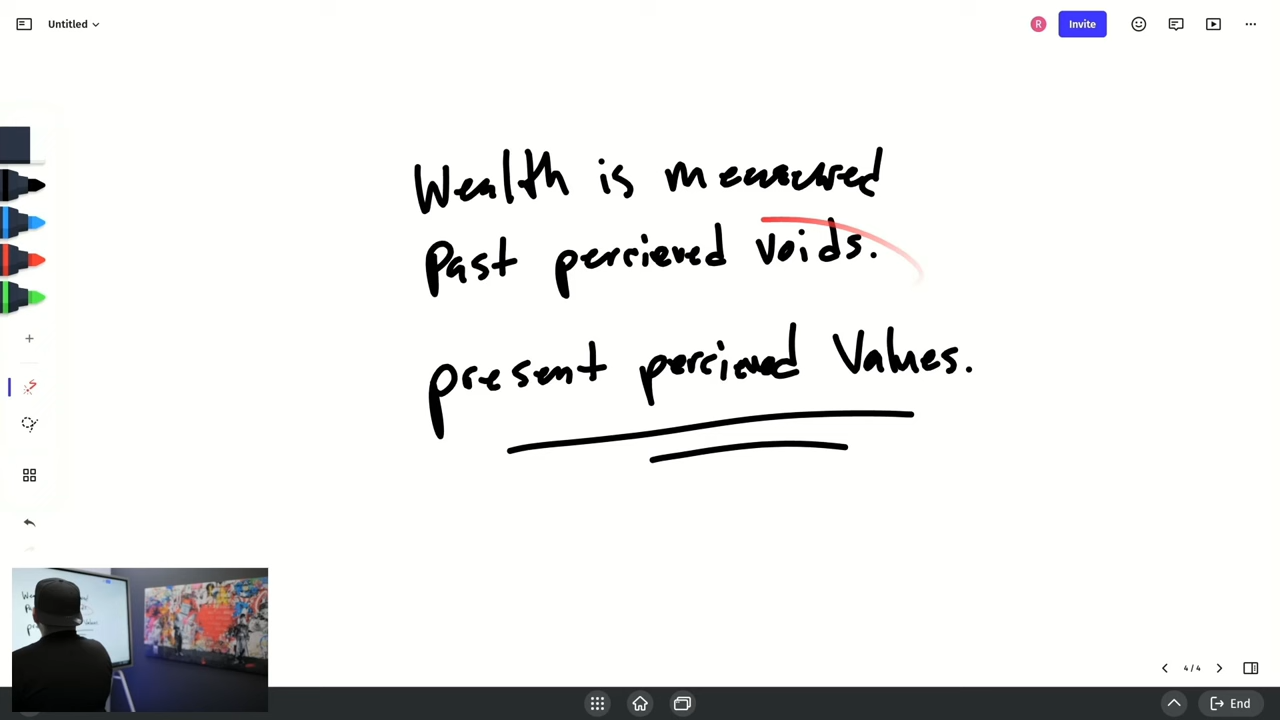 Untitled
R
Invite
Wealth is measured
Past percieved voids.
present percieved Values.
4/4
End